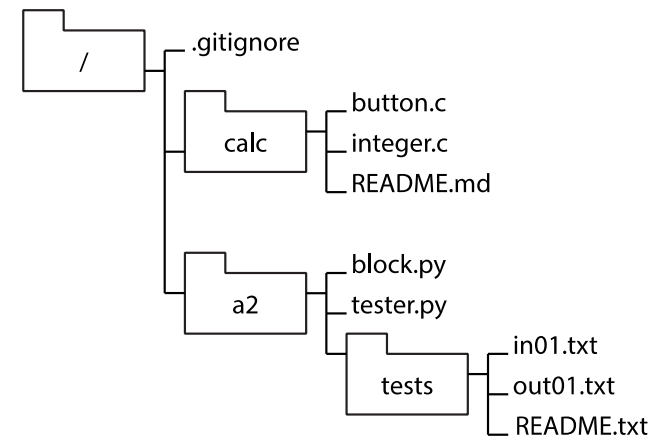 /
.gitignore
calc
button.c
integer.c
README.md
a2
block.py
tester.py
tests
in01.txt
out01.txt
README.txt